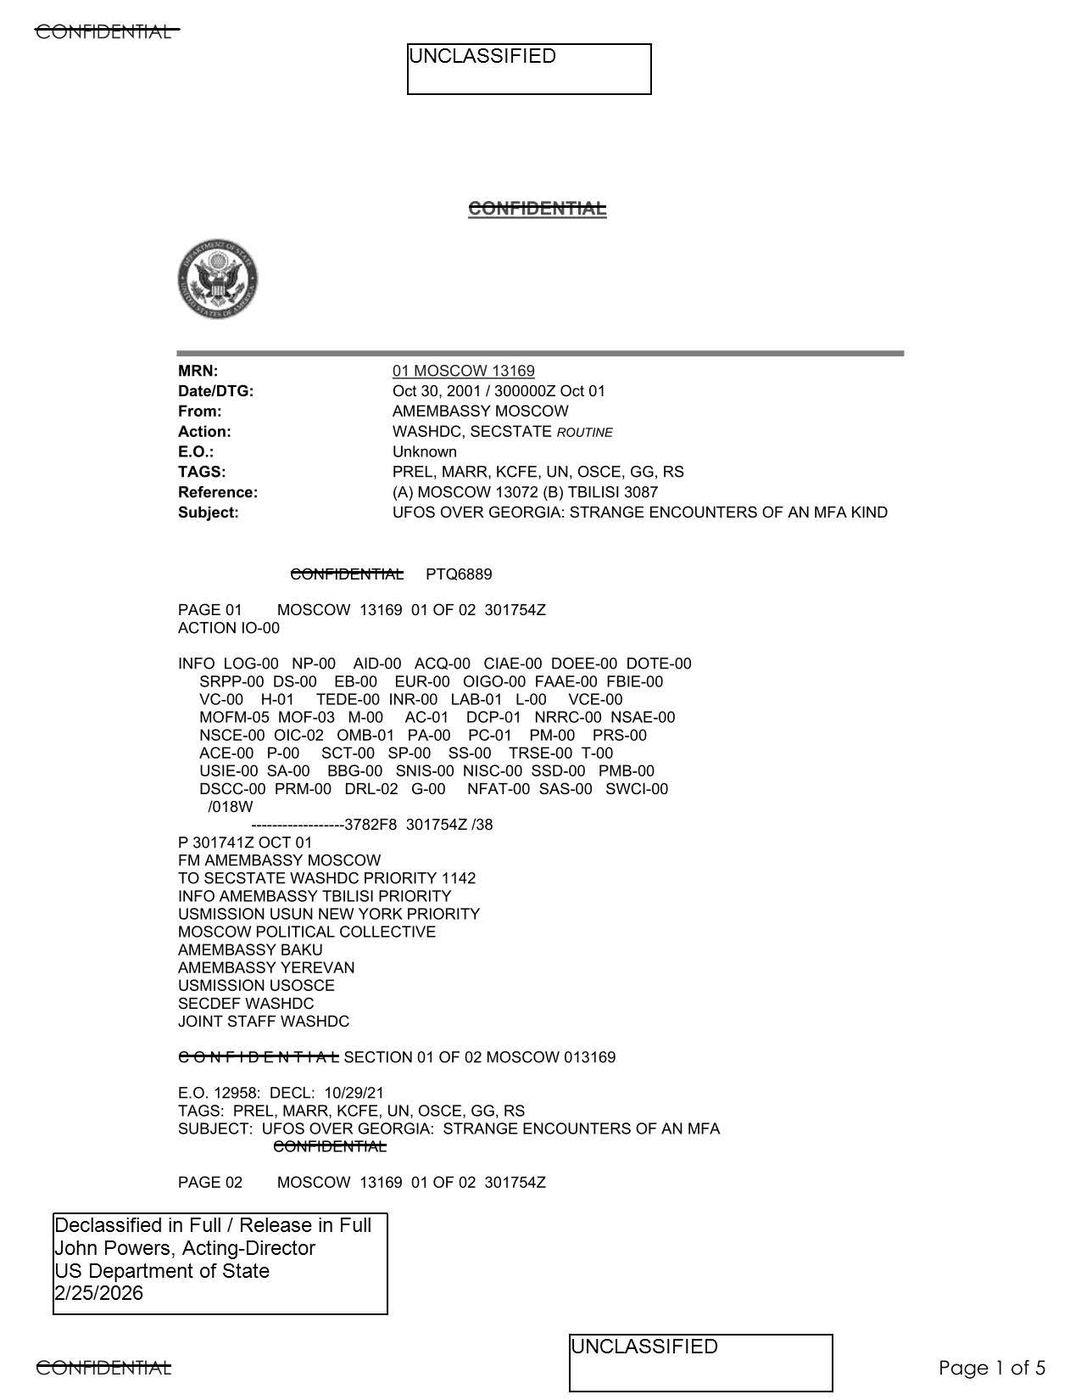 CONFIDENTIAL
UNCLASSIFIED
CONFIDENTIAL
DEPARTMENT OF STATE
UNITED STATES OF AMERICA
MRN: 01 MOSCOW 13169
Date/DTG: Oct 30, 2001 / 300000Z Oct 01
From: AMEMBASSY MOSCOW
Action: WASHDC, SECSTATE ROUTINE
E.O.: Unknown
TAGS: PREL, MARR, KCFE, UN, OSCE, GG, RS
Reference: (A) MOSCOW 13072 (B) TBILISI 3087
Subject: UFOS OVER GEORGIA: STRANGE ENCOUNTERS OF AN MFA KIND
CONFIDENTIAL PTQ6889
PAGE 01 MOSCOW 13169 01 OF 02 301754Z
ACTION IO-00
INFO LOG-00 NP-00 AID-00 ACQ-00 CIAE-00 DOEE-00 DOTE-00
SRPP-00 DS-00 EB-00 EUR-00 OIGO-00 FAAE-00 FBIE-00
VC-00 H-01 TEDE-00 INR-00 LAB-01 L-00 VCE-00
MOFM-05 MOF-03 M-00 AC-01 DCP-01 NRRC-00 NSAE-00
NSCE-00 OIC-02 OMB-01 PA-00 PC-01 PM-00 PRS-00
ACE-00 P-00 SCT-00 SP-00 SS-00 TRSE-00 T-00
USIE-00 SA-00 BBG-00 SNIS-00 NISC-00 SSD-00 PMB-00
DSCC-00 PRM-00 DRL-02 G-00 NFAT-00 SAS-00 SWCI-00
/018W
------------------3782F8 301754Z /38
P 301741Z OCT 01
FM AMEMBASSY MOSCOW
TO SECSTATE WASHDC PRIORITY 1142
INFO AMEMBASSY TBILISI PRIORITY
USMISSION USUN NEW YORK PRIORITY
MOSCOW POLITICAL COLLECTIVE
AMEMBASSY BAKU
AMEMBASSY YEREVAN
USMISSION USOSCE
SECDEF WASHDC
JOINT STAFF WASHDC
C O N F I D E N T I A L SECTION 01 OF 02 MOSCOW 013169
E.O. 12958: DECL: 10/29/21
TAGS: PREL, MARR, KCFE, UN, OSCE, GG, RS
SUBJECT: UFOS OVER GEORGIA: STRANGE ENCOUNTERS OF AN MFA
CONFIDENTIAL
PAGE 02 MOSCOW 13169 01 OF 02 301754Z
Declassified in Full / Release in Full
John Powers, Acting-Director
US Department of State
2/25/2026
UNCLASSIFIED
CONFIDENTIAL
Page 1 of 5